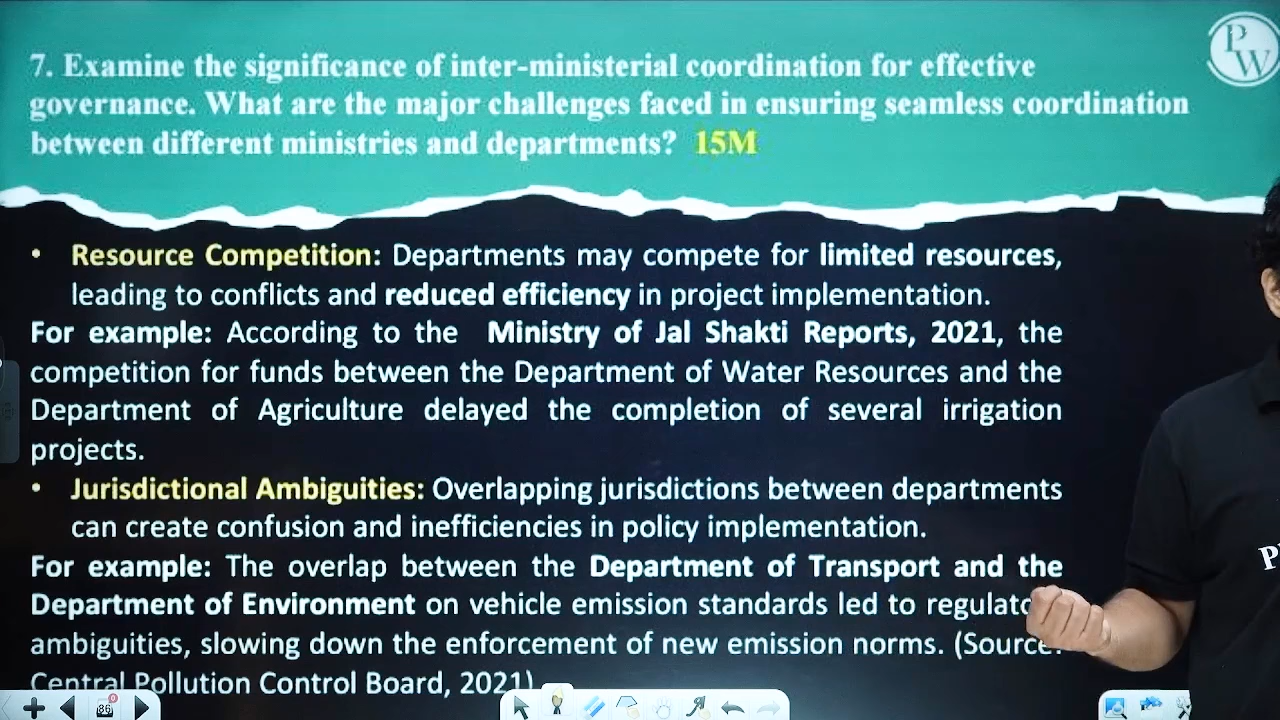 7. Examine the significance of inter-ministerial coordination for effective
governance. What are the major challenges faced in ensuring seamless coordination
between different ministries and departments? 15M
PW
• Resource Competition: Departments may compete for limited resources,
leading to conflicts and reduced efficiency in project implementation.
For example: According to the Ministry of Jal Shakti Reports, 2021, the
competition for funds between the Department of Water Resources and the
Department of Agriculture delayed the completion of several irrigation
projects.
• Jurisdictional Ambiguities: Overlapping jurisdictions between departments
can create confusion and inefficiencies in policy implementation.
For example: The overlap between the Department of Transport and the
Department of Environment on vehicle emission standards led to
ambiguities, slowing down the enforcement of new emission norms. (Source:
Central Pollution Control Board, 2021)
86